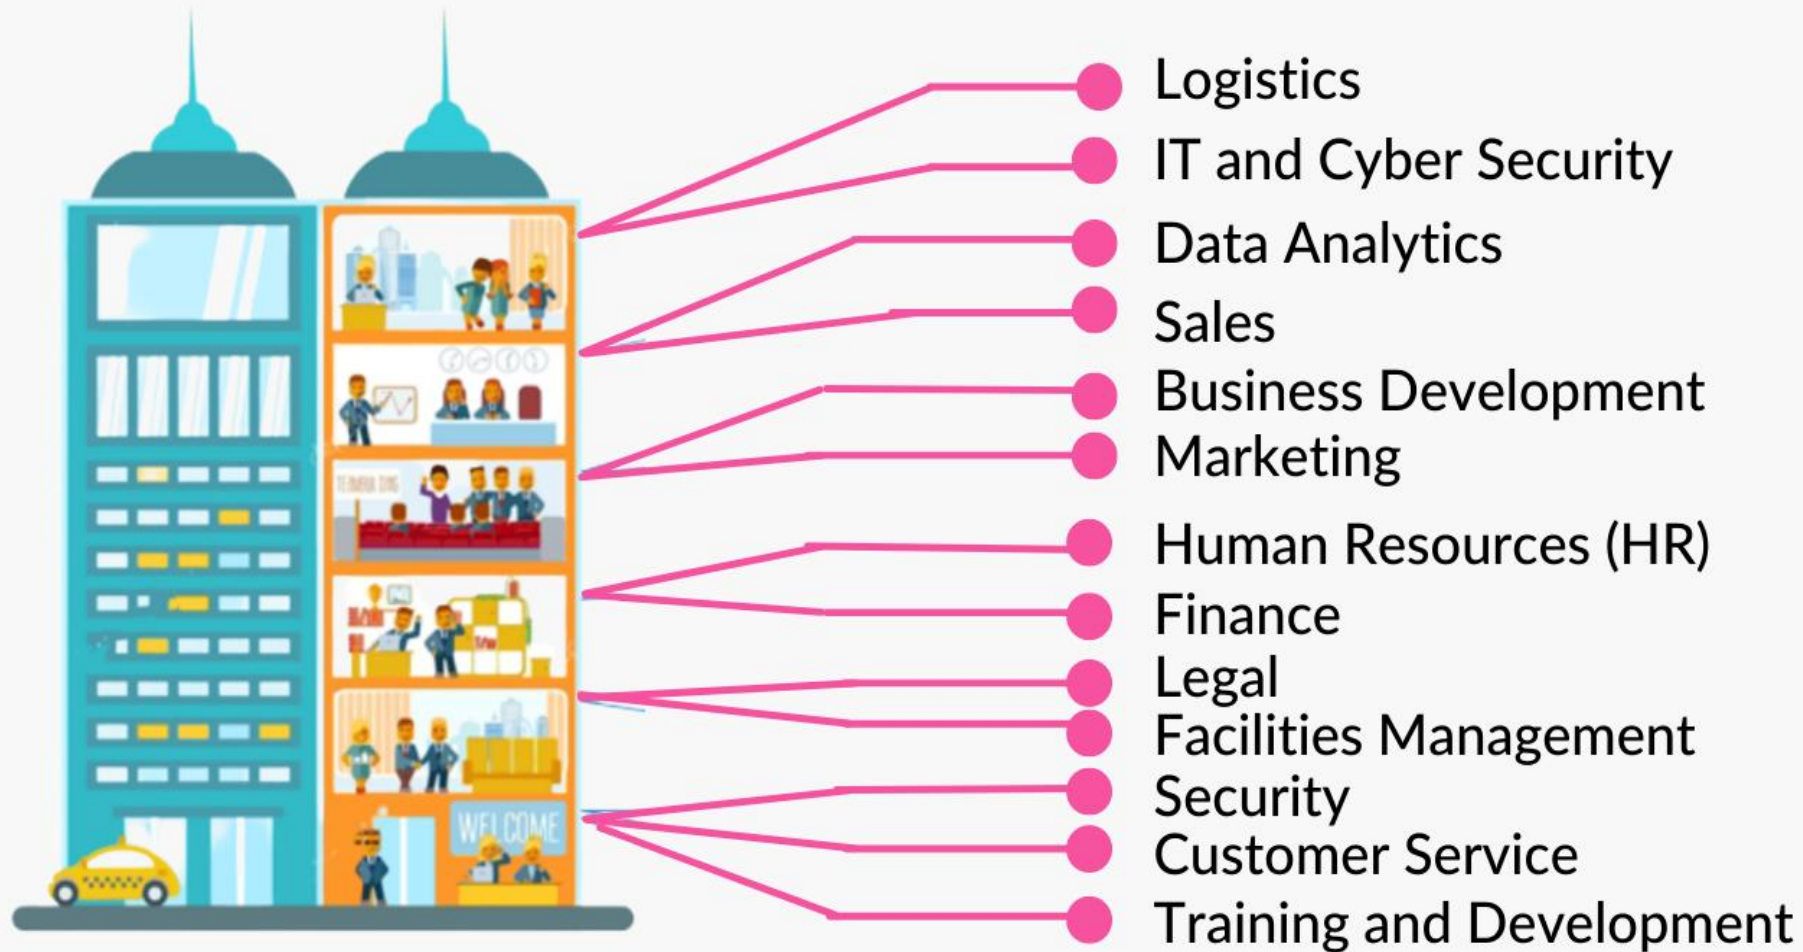 Logistics
IT and Cyber Security
Data Analytics
Sales
Business Development
Marketing
Human Resources (HR)
Finance
Legal
Facilities Management
Security
WELCOME
Customer Service
Training and Development